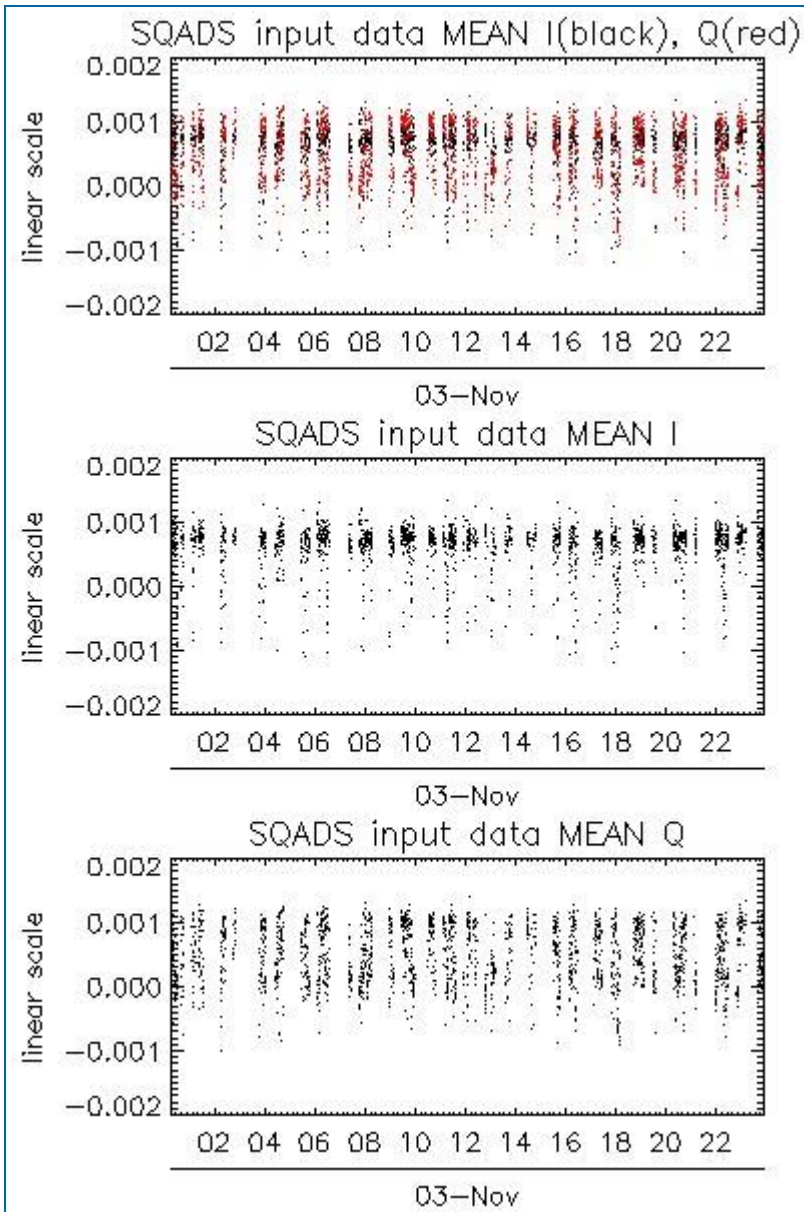 SQADS input data MEAN I(black), Q(red)
linear scale
0.002
0.001
0.000
−0.001
−0.002
02 04 06 08 10 12 14 16 18 20 22
03−Nov
SQADS input data MEAN I
linear scale
0.002
0.001
0.000
−0.001
−0.002
02 04 06 08 10 12 14 16 18 20 22
03−Nov
SQADS input data MEAN Q
linear scale
0.002
0.001
0.000
−0.001
−0.002
02 04 06 08 10 12 14 16 18 20 22
03−Nov